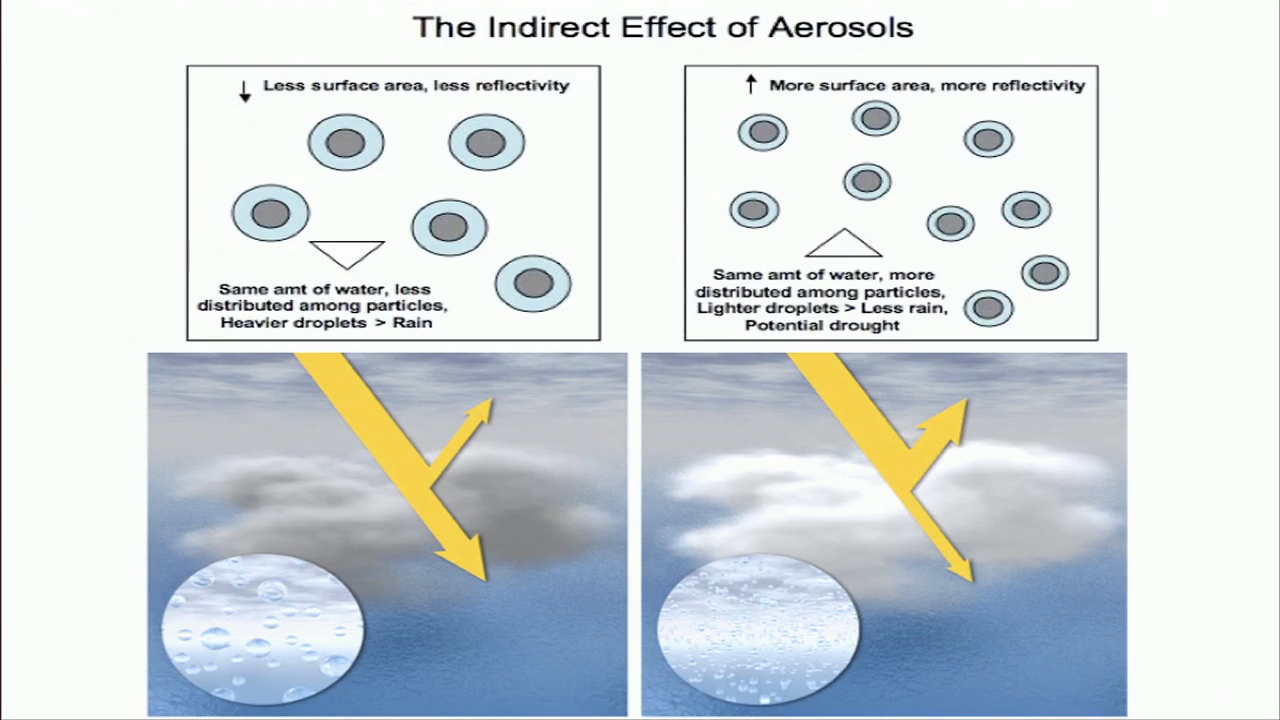 The Indirect Effect of Aerosols
Less surface area, less reflectivity
Same amt of water, less
distributed among particles,
Heavier droplets > Rain
More surface area, more reflectivity
Same amt of water, more
distributed among particles,
Lighter droplets > Less rain,
Potential drought